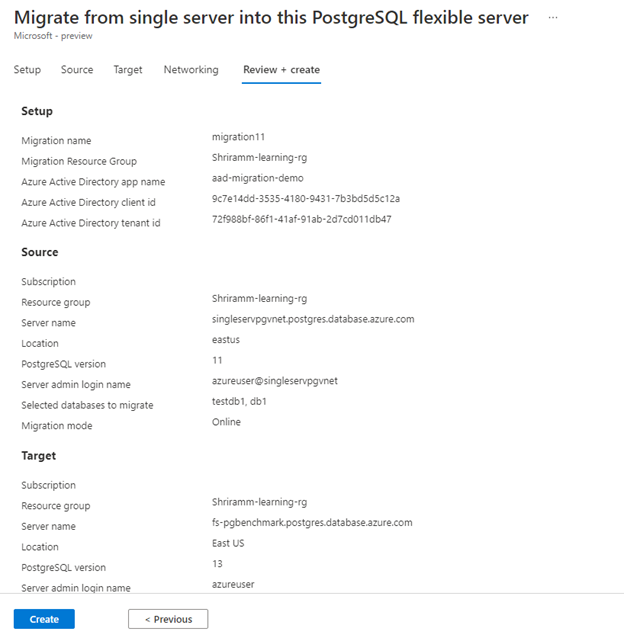 Migrate from single server into this PostgreSQL flexible server ...
Microsoft - preview
Setup Source Target Networking Review + create
Setup
Migration name migration11
Migration Resource Group Shriramm-learning-rg
Azure Active Directory app name aad-migration-demo
Azure Active Directory client id 9c7e14dd-3535-4180-9431-7b3bd5d5c12a
Azure Active Directory tenant id 72f988bf-86f1-41af-91ab-2d7cd011db47
Source
Subscription
Resource group Shriramm-learning-rg
Server name singleservpgvnet.postgres.database.azure.com
Location eastus
PostgreSQL version 11
Server admin login name azureuser@singleservpgvnet
Selected databases to migrate testdb1, db1
Migration mode Online
Target
Subscription
Resource group Shriramm-learning-rg
Server name fs-pgbenchmark.postgres.database.azure.com
Location East US
PostgreSQL version 13
Server admin login name azureuser
Create < Previous